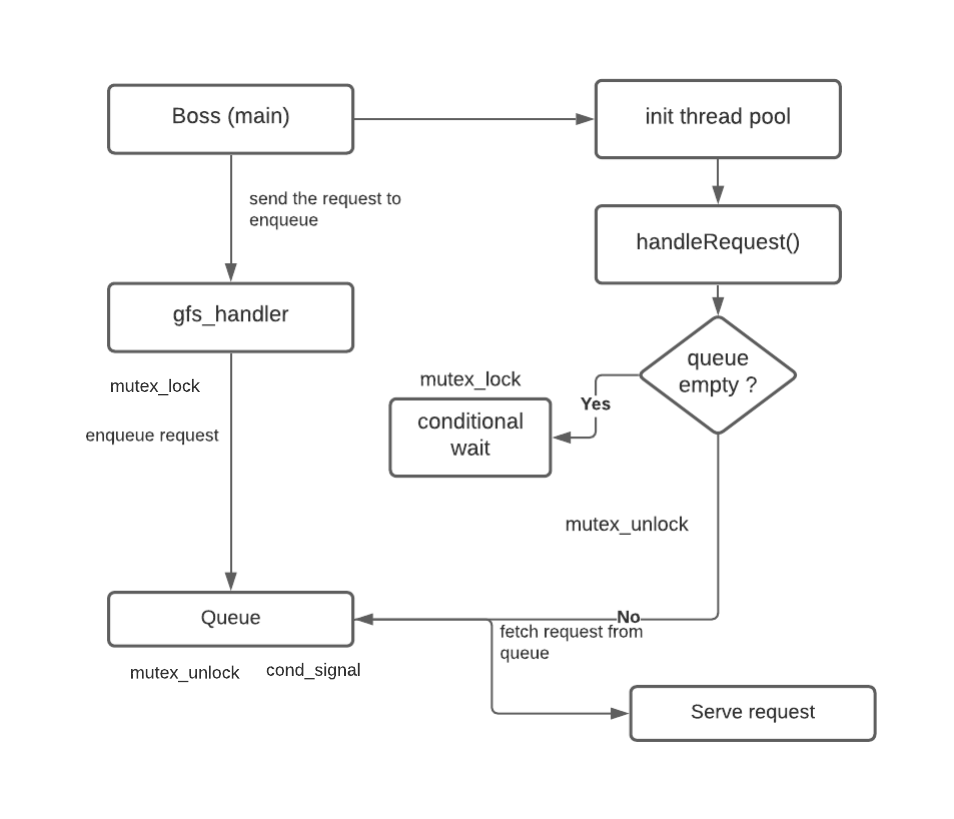 Boss (main)
init thread pool
send the request to
enqueue
handleRequest()
gfs_handler
queue
empty ?
mutex_lock
mutex_lock
Yes
conditional
wait
enqueue request
mutex_unlock
Queue
No
fetch request from
queue
mutex_unlock
cond_signal
Serve request